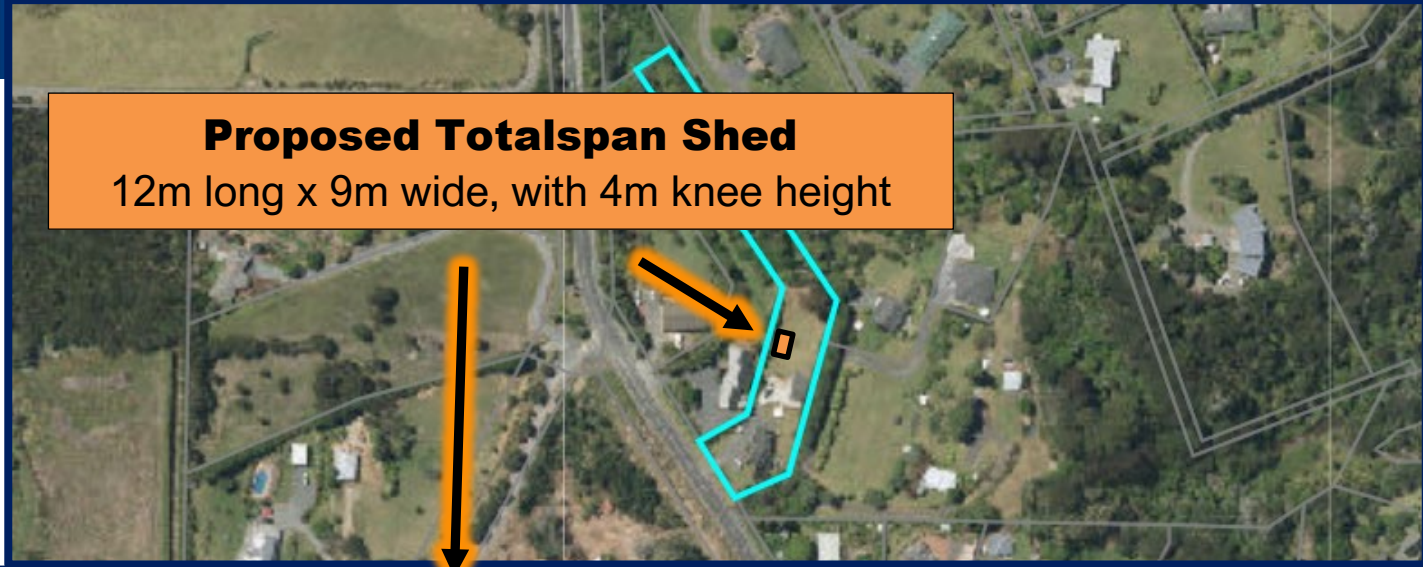 Proposed Totalspan Shed
12m long x 9m wide, with 4m knee height